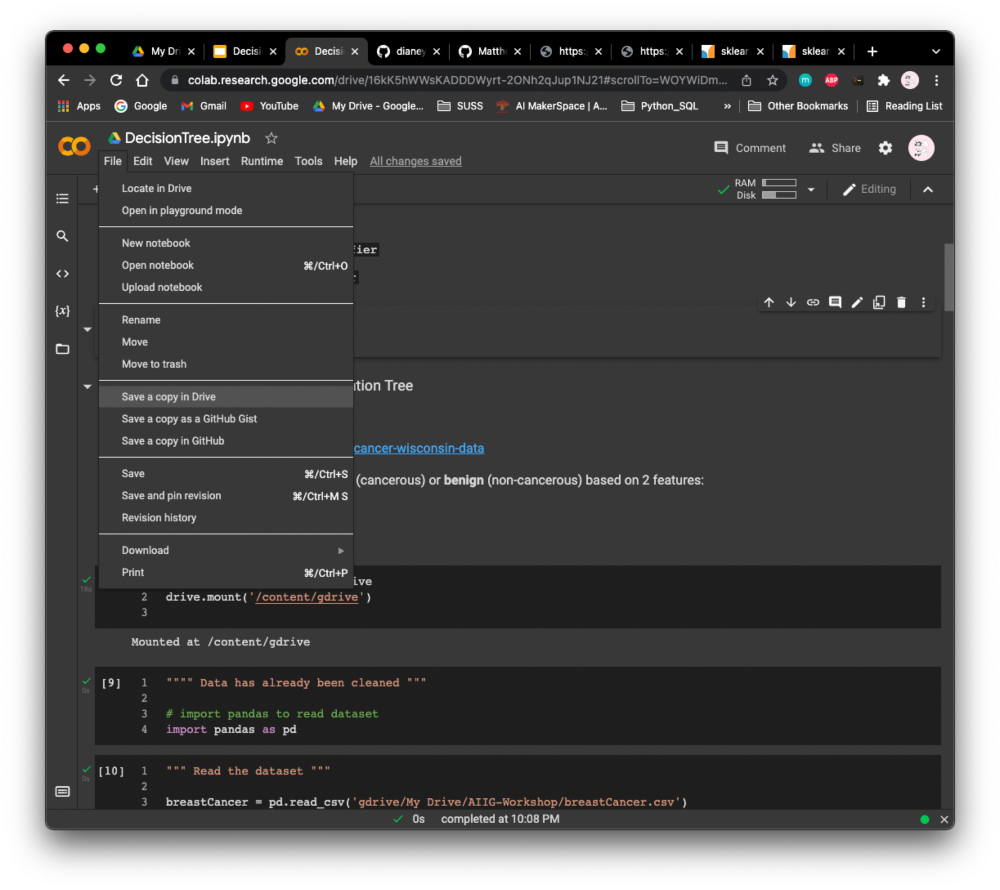 My Dri
Decisi
Decisi
diane
Matth
https:/
https:/
sklear
sklear
colab.research.google.com/drive/16kK5hWWsKADDDWyrt-2ONh2qJup1NJ21#scrollTo=WOYWiDm...
ABP
Apps Google Gmail YouTube My Drive - Google... SUSS AI MakerSpace | A... Python_SQL » Other Bookmarks Reading List
DecisionTree.ipynb
Comment Share
File Edit View Insert Runtime Tools Help All changes saved
RAM
Disk
Editing
Locate in Drive
Open in playground mode
New notebook
Open notebook ⌘/Ctrl+O
Upload notebook
Rename
Move
Move to trash
Save a copy in Drive
Save a copy as a GitHub Gist
Save a copy in GitHub
Save ⌘/Ctrl+S
Save and pin revision ⌘/Ctrl+M S
Revision history
Download
Print ⌘/Ctrl+P
ier
tion Tree
cancer-wisconsin-data
(cancerous) or benign (non-cancerous) based on 2 features:
ive
18s
2 drive.mount('/content/gdrive')
3
Mounted at /content/gdrive
[9] 1 """" Data has already been cleaned """
0s
2
3 # import pandas to read dataset
4 import pandas as pd
[10] 1 """ Read the dataset """
0s
2
3 breastCancer = pd.read_csv('gdrive/My Drive/AIIG-Workshop/breastCancer.csv')
0s completed at 10:08 PM